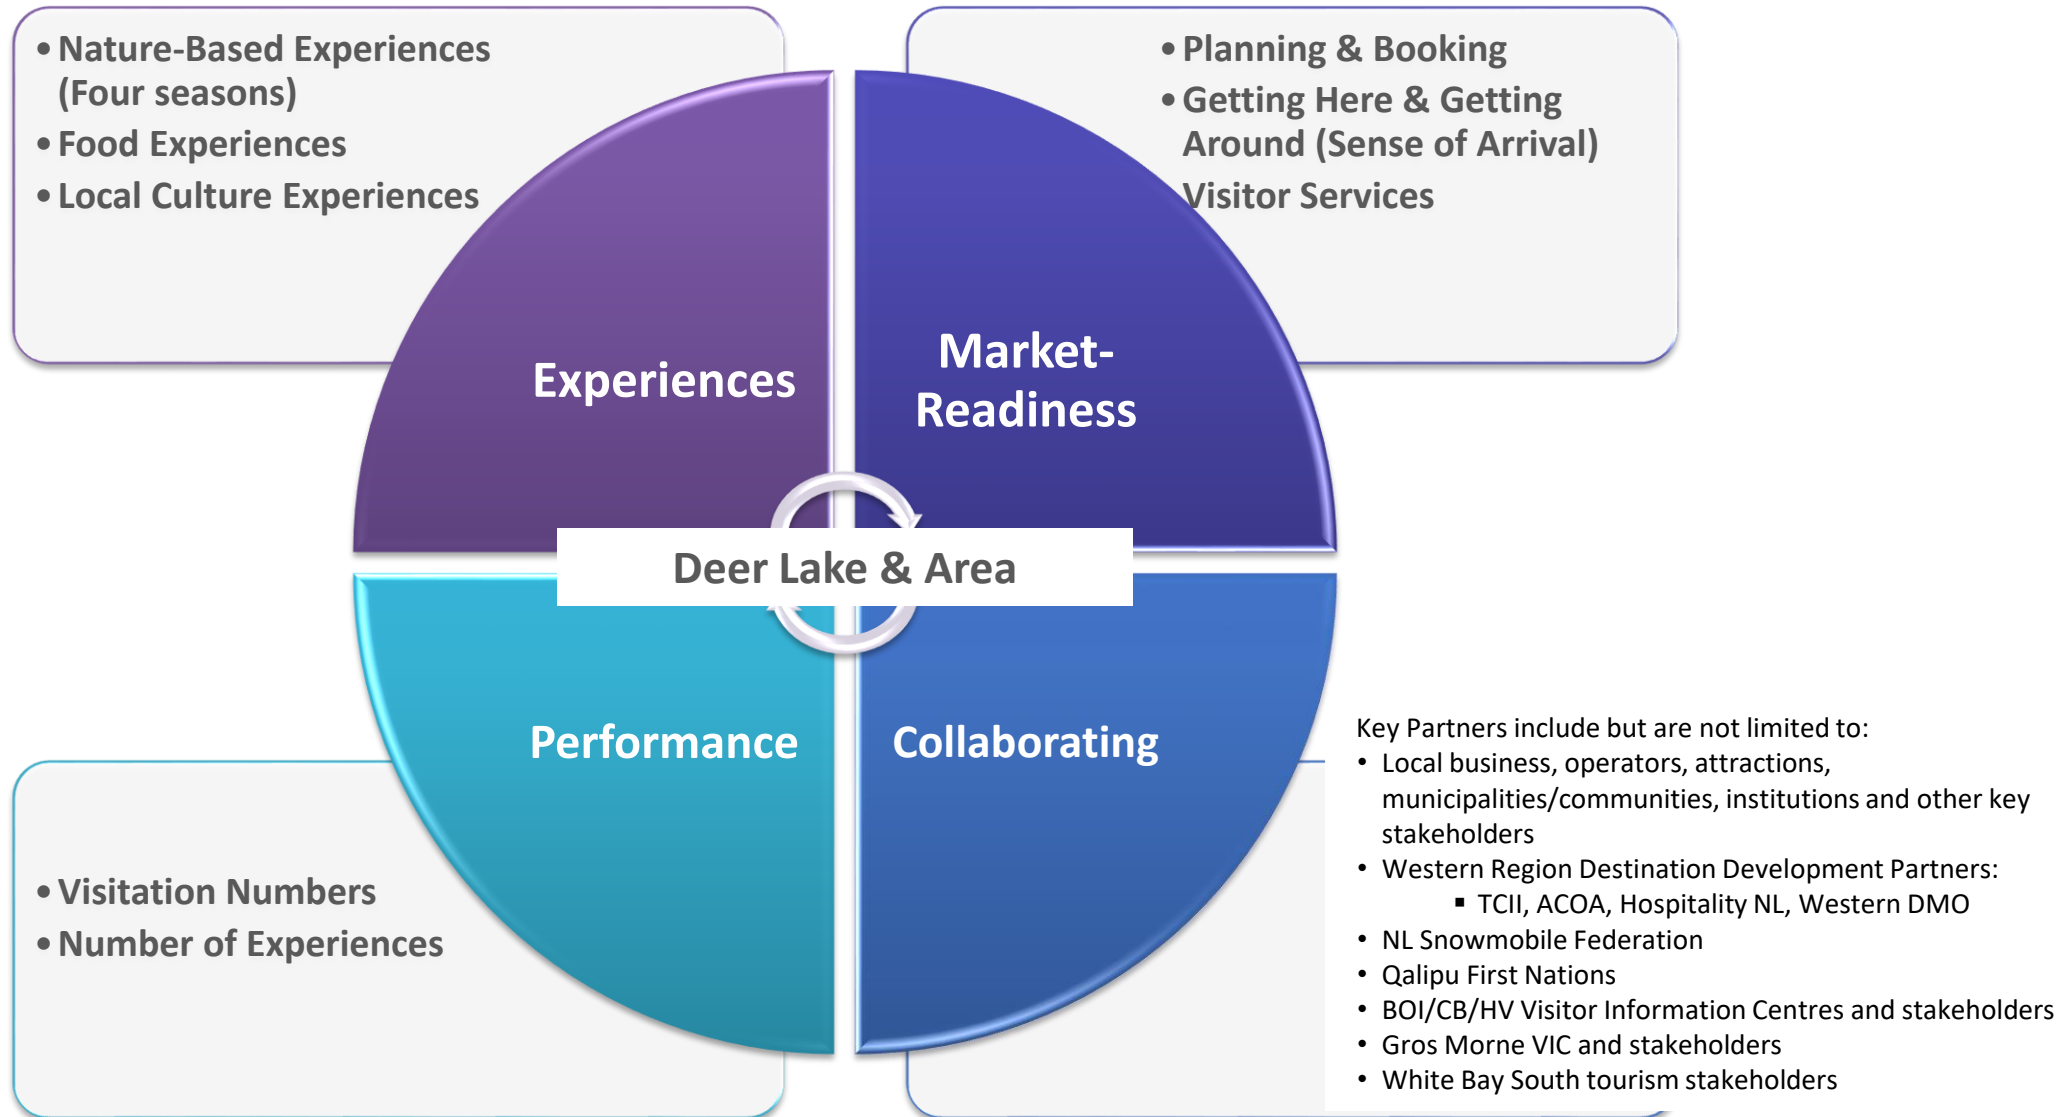 • Nature-Based Experiences
(Four seasons)
• Food Experiences
• Local Culture Experiences
• Planning & Booking
• Getting Here & Getting
Around (Sense of Arrival)
Visitor Services
Experiences
Market-
Readiness
Deer Lake & Area
Performance
Collaborating
• Visitation Numbers
• Number of Experiences
Key Partners include but are not limited to:
• Local business, operators, attractions,
municipalities/communities, institutions and other key
stakeholders
• Western Region Destination Development Partners:
▪ TCII, ACOA, Hospitality NL, Western DMO
• NL Snowmobile Federation
• Qalipu First Nations
• BOI/CB/HV Visitor Information Centres and stakeholders
• Gros Morne VIC and stakeholders
• White Bay South tourism stakeholders